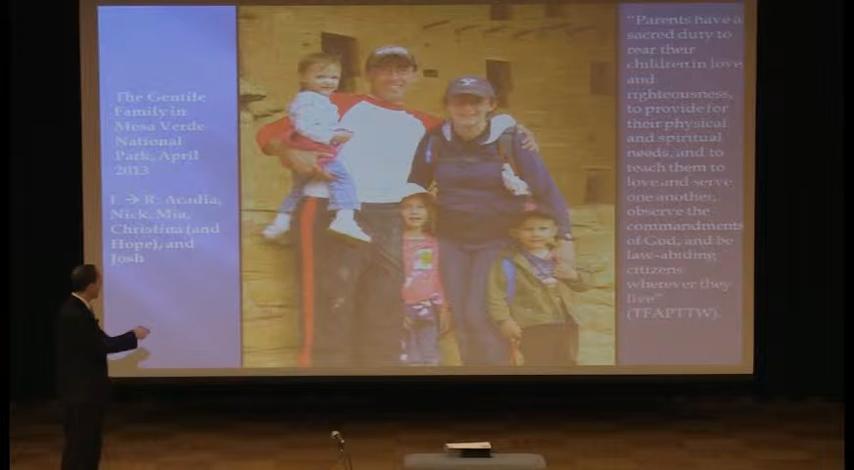 The Gentile
Family in
Mesa Verde
National
Park, April
2013
L → R: Acadia,
Nick, Mia,
Christina (and
Hope), and
Josh
"Parents have a
sacred duty to
rear their
children in love
and
righteousness,
to provide for
their physical
and spiritual
needs, and to
teach them to
love and serve
one another,
observe the
commandments
of God, and be
law-abiding
citizens
wherever they
live"
(TFAPTTW).